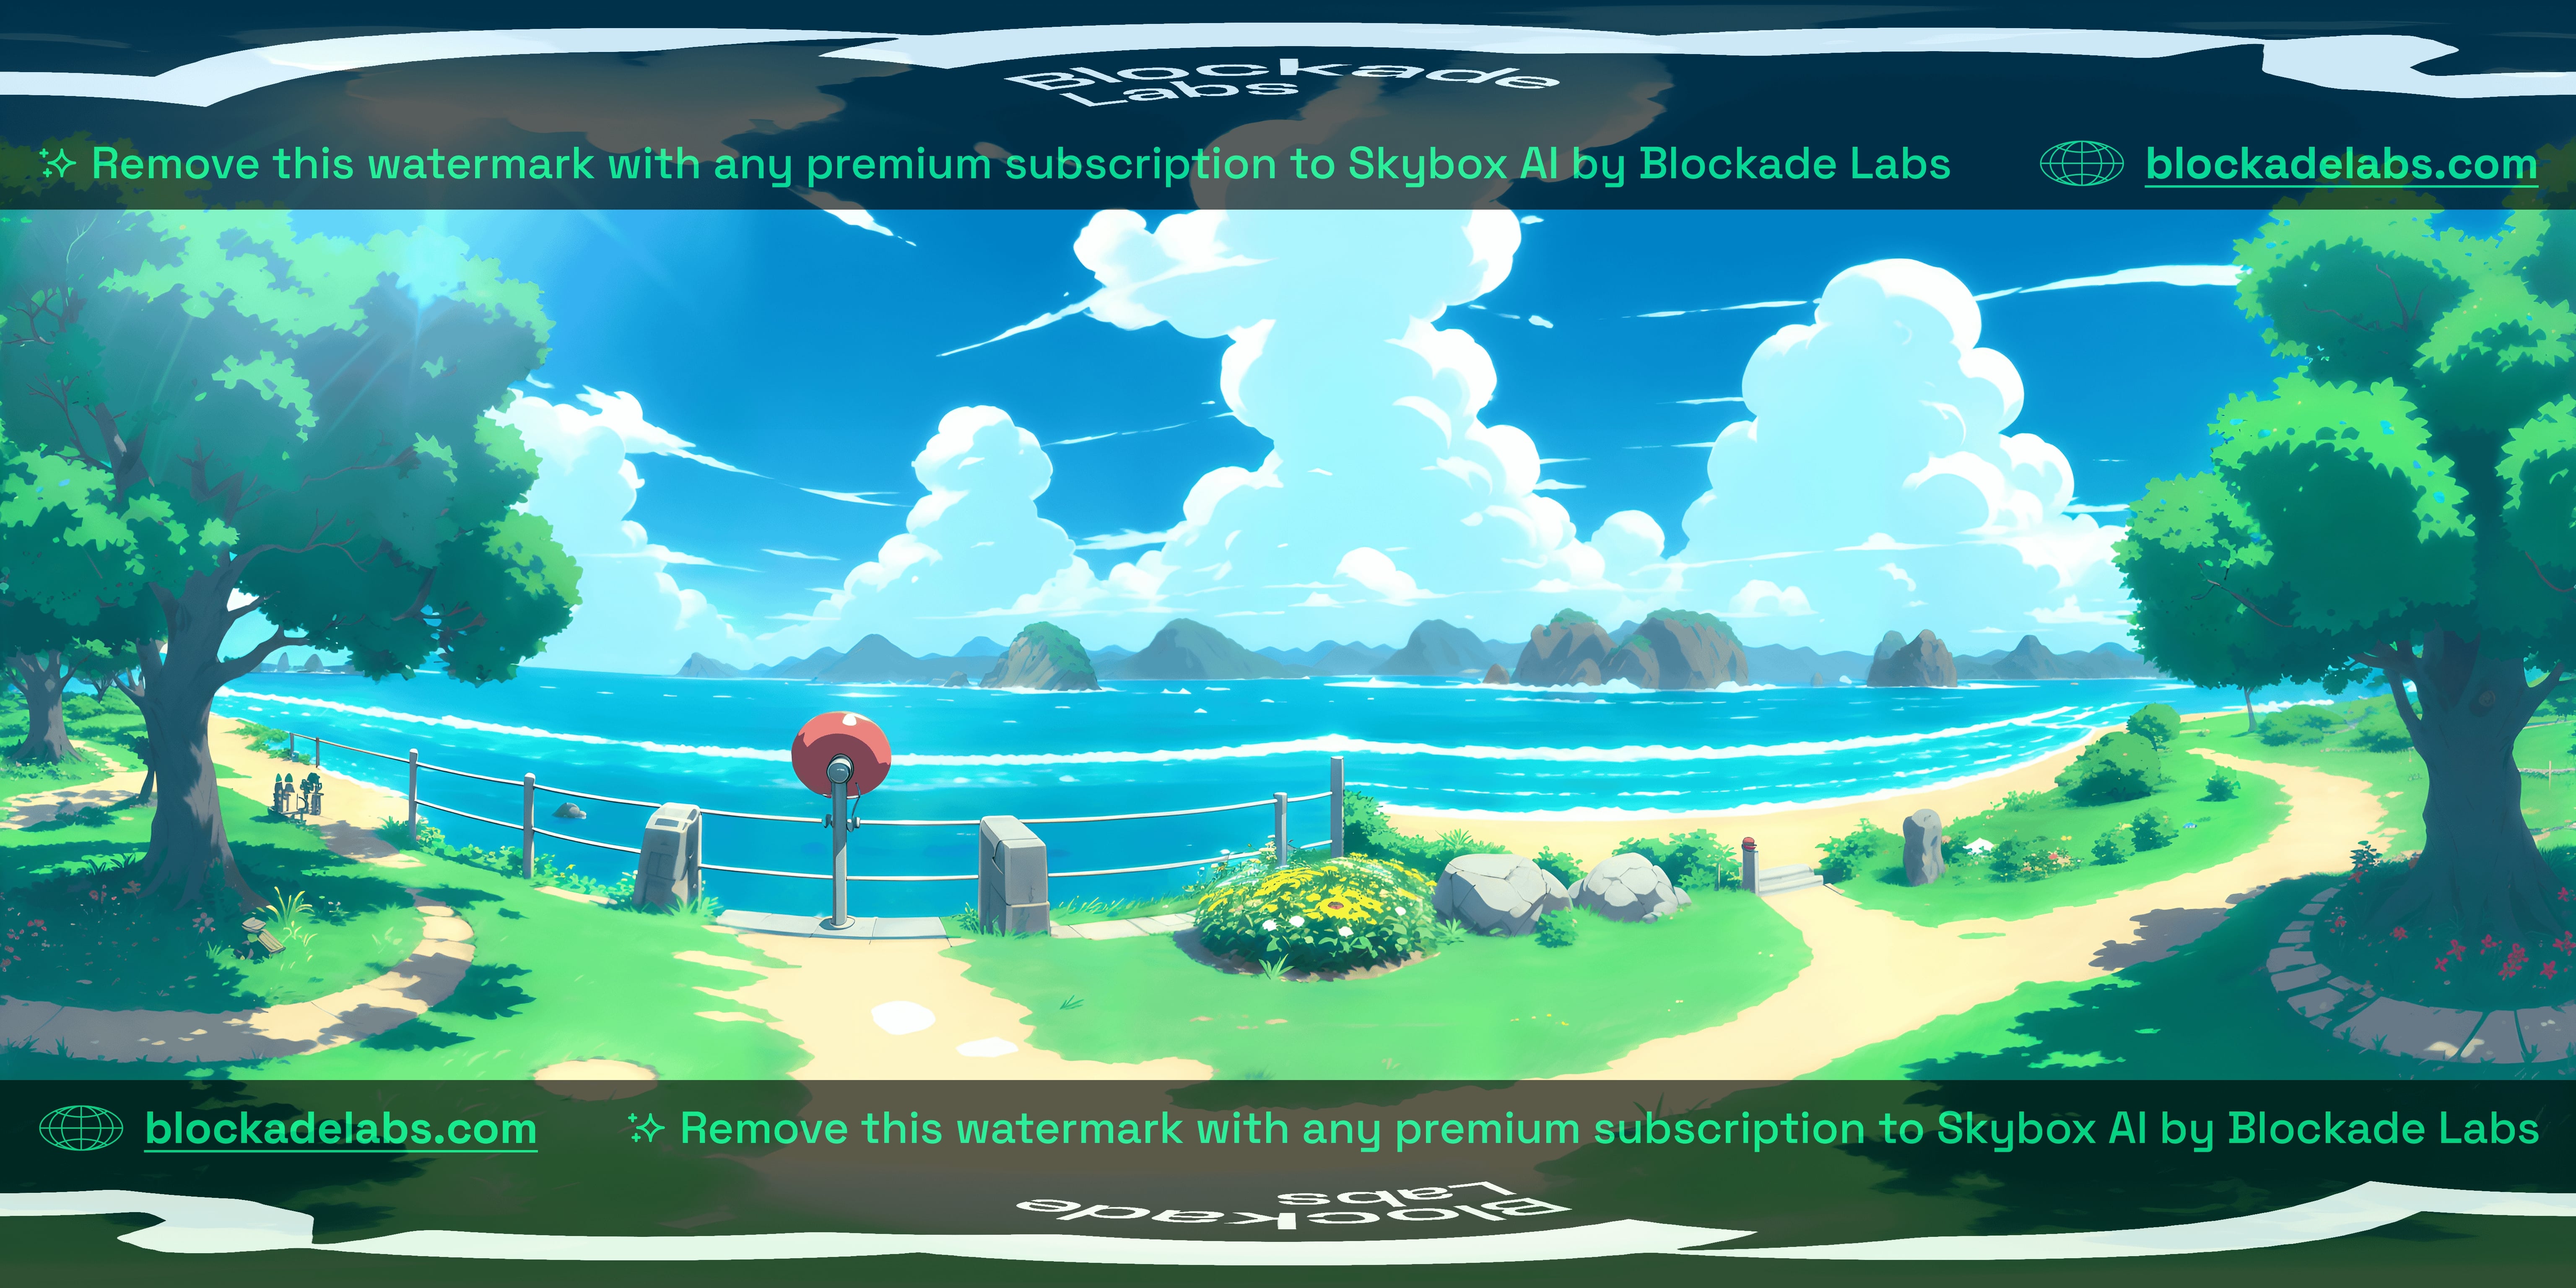 Blockade
Labs
Remove this watermark with any premium subscription to Skybox AI by Blockade Labs
blockadelabs.com
blockadelabs.com
Remove this watermark with any premium subscription to Skybox AI by Blockade Labs
Labs
Blockade